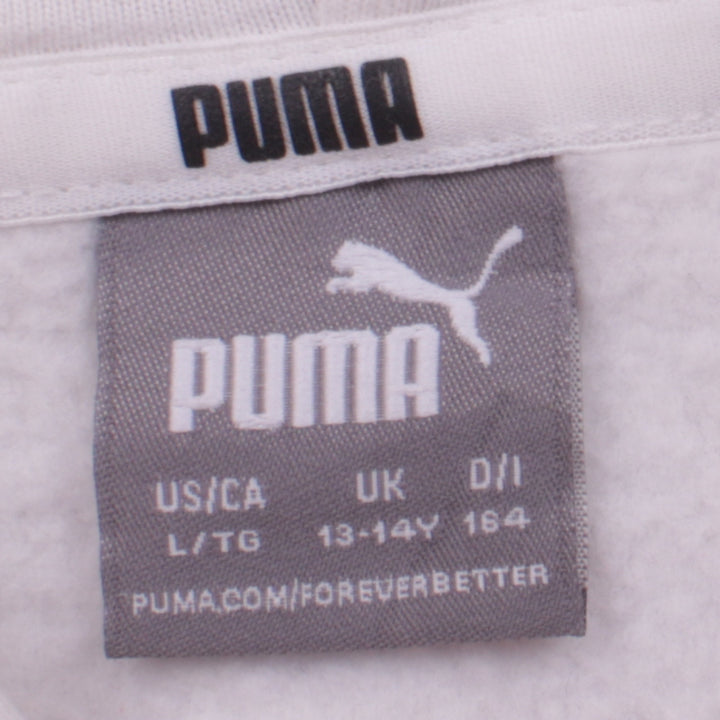 PUMA
PUMA
US/CA UK D/I
L/TG 13-14Y 164
PUMA.COM/FOREVERBETTER